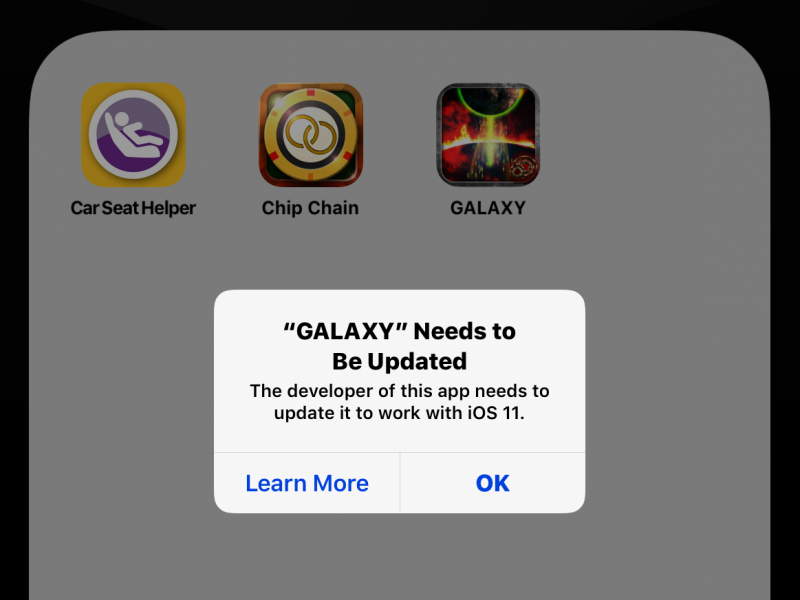 Car Seat Helper
Chip Chain
GALAXY
“GALAXY” Needs to
Be Updated
The developer of this app needs to
update it to work with iOS 11.
Learn More
OK